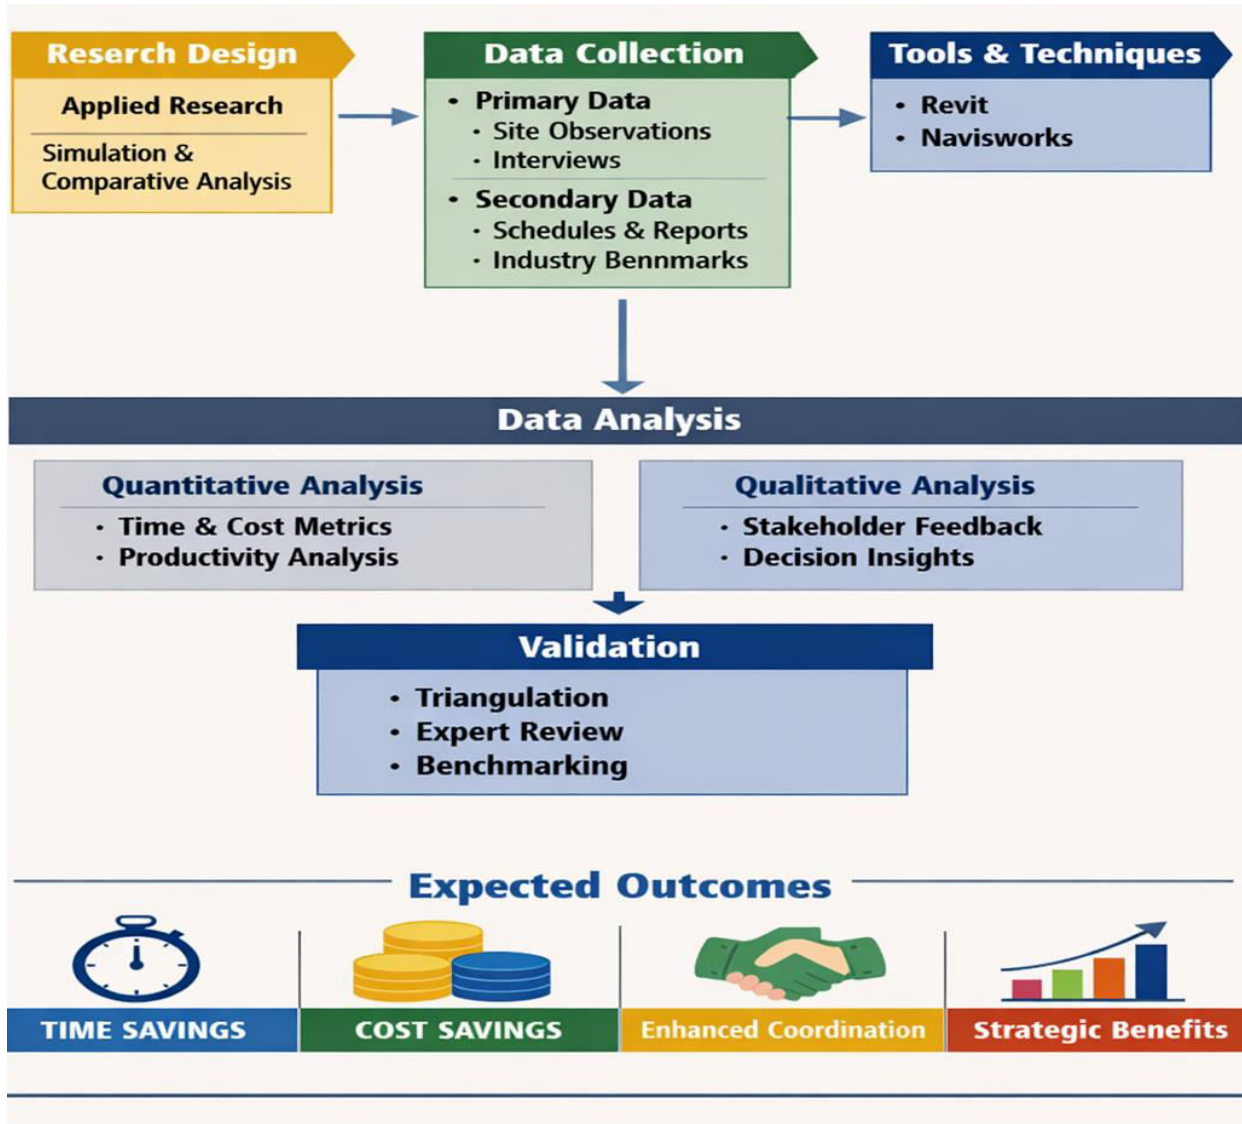 Reserch Design
Applied Research
Simulation &
Comparative Analysis
Data Collection
• Primary Data
• Site Observations
• Interviews
• Secondary Data
• Schedules & Reports
• Industry Bennmarks
Tools & Techniques
• Revit
• Navisworks
Data Analysis
Quantitative Analysis
• Time & Cost Metrics
• Productivity Analysis
Qualitative Analysis
• Stakeholder Feedback
• Decision Insights
Validation
• Triangulation
• Expert Review
• Benchmarking
Expected Outcomes
TIME SAVINGS
COST SAVINGS
Enhanced Coordination
Strategic Benefits